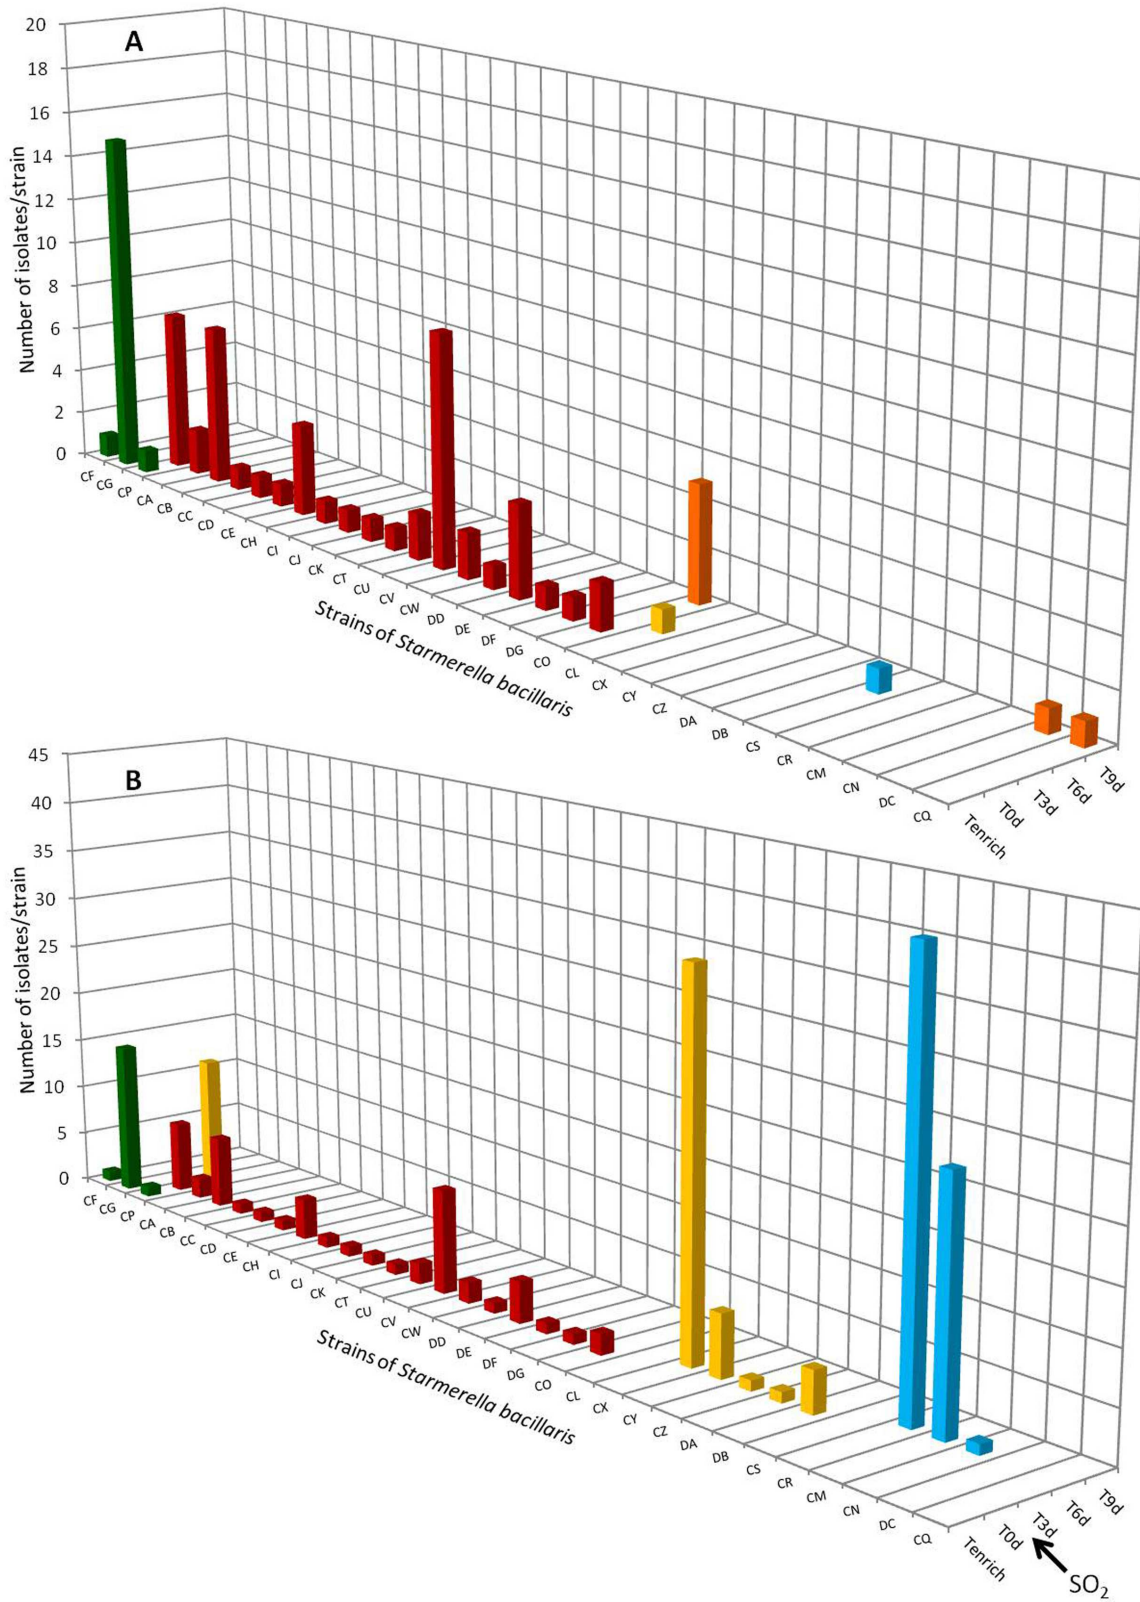 A
Number of isolates/strain
20
18
16
14
12
10
8
6
4
2
0
CF
CG
CP
CA
CB
CC
CD
CE
CH
CI
CJ
CK
CT
CU
CV
CW
DD
DE
DF
DG
CO
CL
CX
CY
CZ
DA
DB
CS
CR
CM
CN
DC
CQ
Tenrich
T0d
T3d
T6d
T9d
Strains of Starmerella bacillaris
B
Number of isolates/strain
45
40
35
30
25
20
15
10
5
0
CF
CG
CP
CA
CB
CC
CD
CE
CH
CI
CJ
CK
CT
CU
CV
CW
DD
DE
DF
DG
CO
CL
CX
CY
CZ
DA
DB
CS
CR
CM
CN
DC
CQ
Tenrich
T0d
T3d
T6d
T9d
Strains of Starmerella bacillaris
SO₂